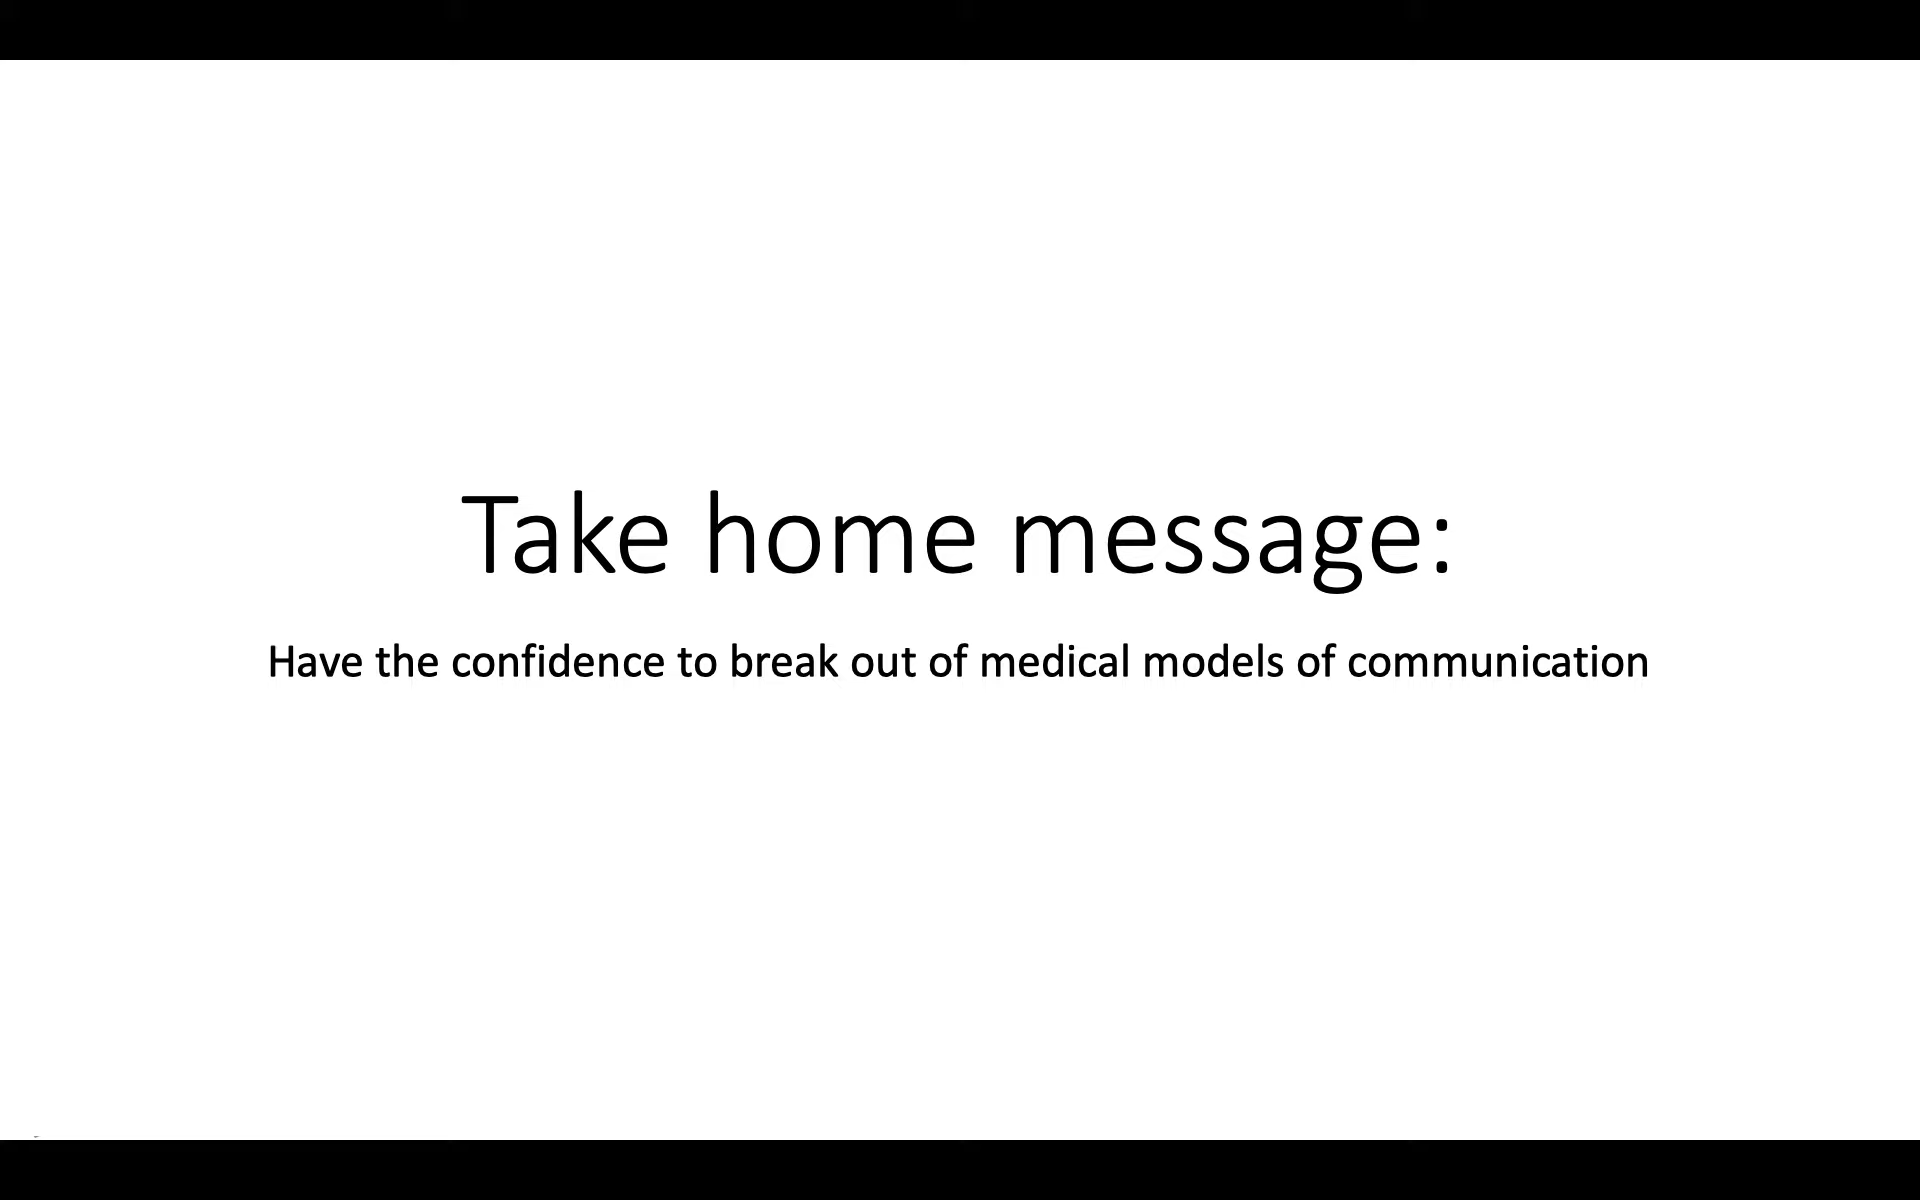 Take home message:
Have the confidence to break out of medical models of communication